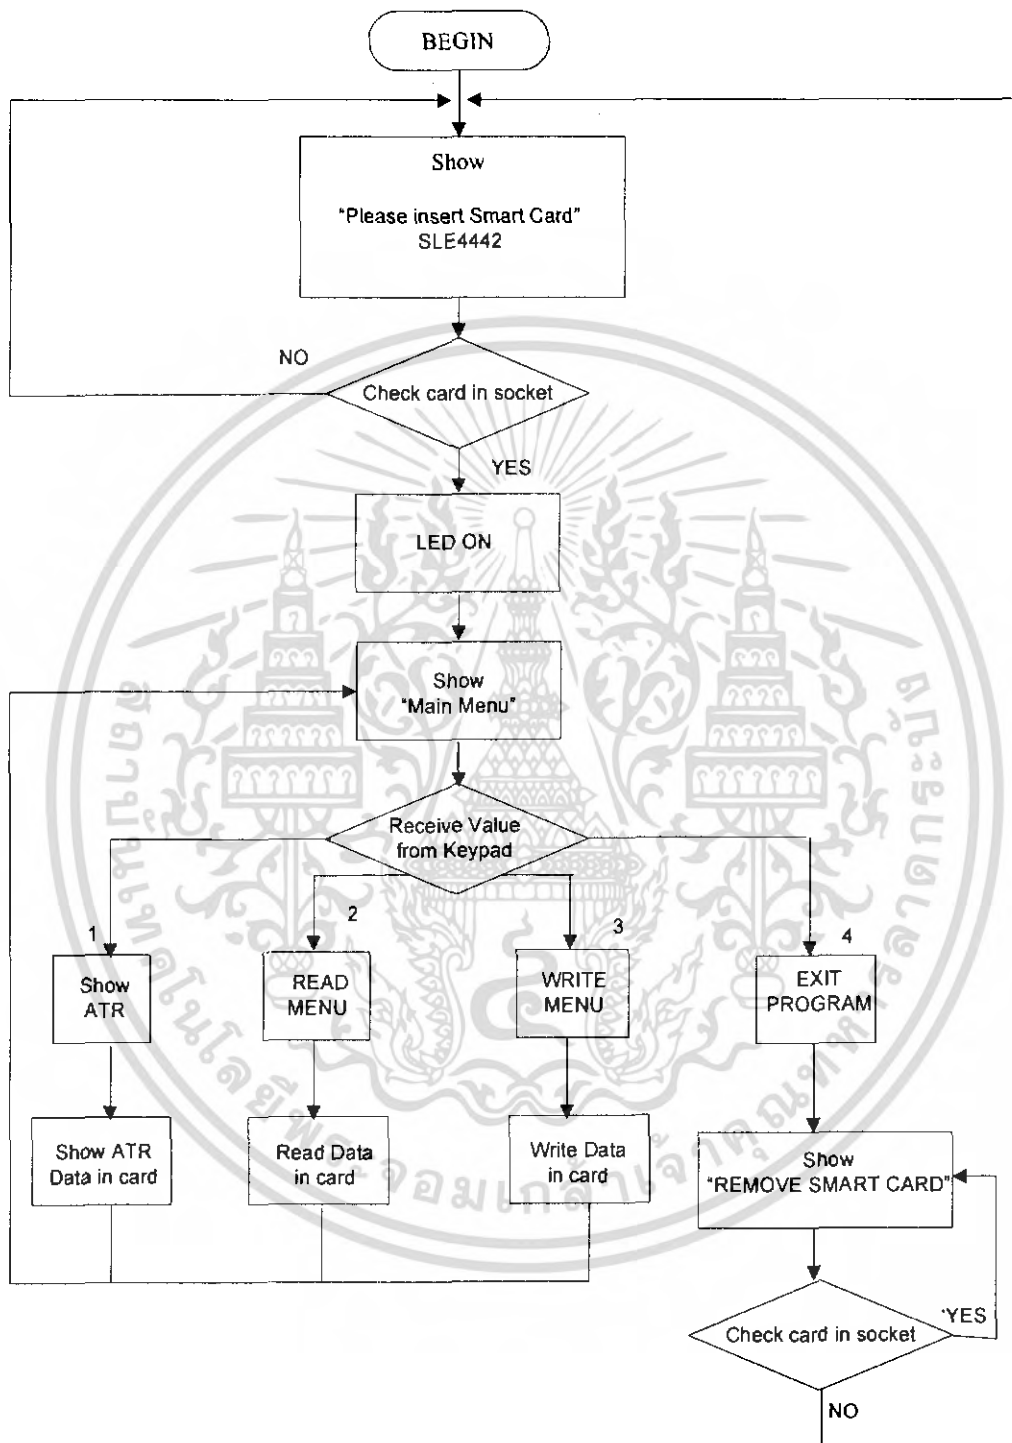 BEGIN
Show
"Please insert Smart Card"
SLE4442
NO
Check card in socket
YES
LED ON
Show
"Main Menu"
Receive Value
from Keypad
1
2
3
4
Show
ATR
READ
MENU
WRITE
MENU
EXIT
PROGRAM
Show ATR
Data in card
Read Data
in card
Write Data
in card
Show
"REMOVE SMART CARD"
Check card in socket
YES
NO